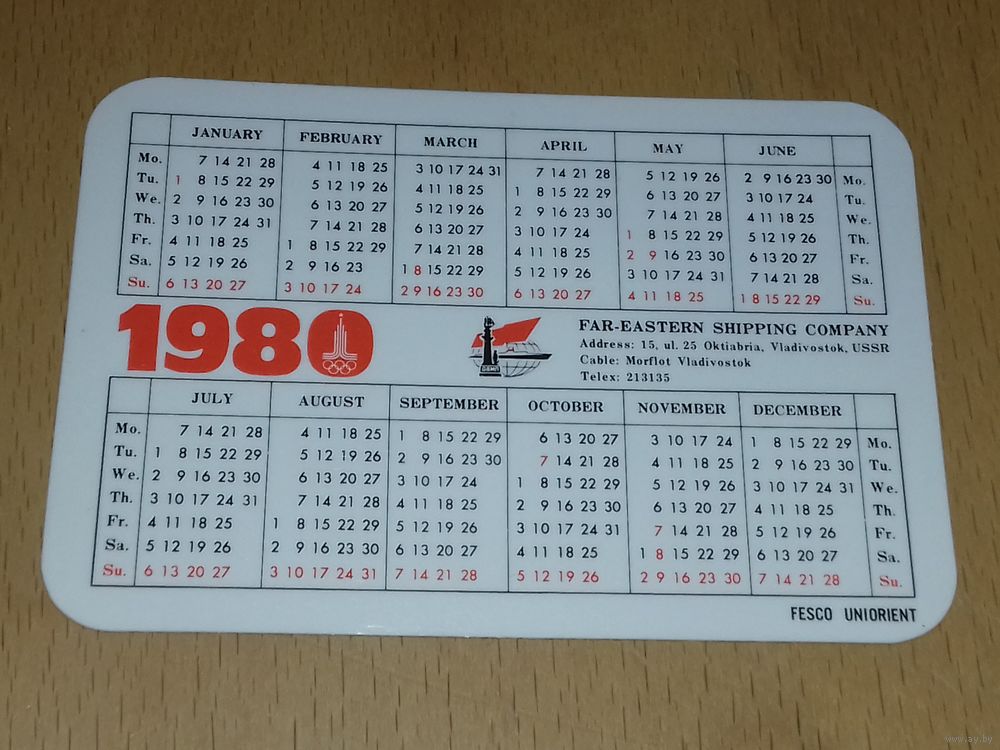 JANUARY FEBRUARY MARCH APRIL MAY JUNE
Mo. 7 14 21 28 4 11 18 25 3 10 17 24 31 7 14 21 28 5 12 19 26 2 9 16 23 30 Mo.
Tu. 1 8 15 22 29 5 12 19 26 4 11 18 25 1 8 15 22 29 6 13 20 27 3 10 17 24 Tu.
We. 2 9 16 23 30 6 13 20 27 5 12 19 26 2 9 16 23 30 7 14 21 28 4 11 18 25 We.
Th. 3 10 17 24 31 7 14 21 28 6 13 20 27 3 10 17 24 1 8 15 22 29 5 12 19 26 Th.
Fr. 4 11 18 25 1 8 15 22 29 7 14 21 28 4 11 18 25 2 9 16 23 30 6 13 20 27 Fr.
Sa. 5 12 19 26 2 9 16 23 1 8 15 22 29 5 12 19 26 3 10 17 24 31 7 14 21 28 Sa.
Su. 6 13 20 27 3 10 17 24 2 9 16 23 30 6 13 20 27 4 11 18 25 1 8 15 22 29 Su.
1980
FAR-EASTERN SHIPPING COMPANY
Address: 15, ul. 25 Oktiabria, Vladivostok, USSR
Cable: Morflot Vladivostok
Telex: 213135
JULY AUGUST SEPTEMBER OCTOBER NOVEMBER DECEMBER
Mo. 7 14 21 28 4 11 18 25 1 8 15 22 29 6 13 20 27 3 10 17 24 1 8 15 22 29 Mo.
Tu. 1 8 15 22 29 5 12 19 26 2 9 16 23 30 7 14 21 28 4 11 18 25 2 9 16 23 30 Tu.
We. 2 9 16 23 30 6 13 20 27 3 10 17 24 1 8 15 22 29 5 12 19 26 3 10 17 24 31 We.
Th. 3 10 17 24 31 7 14 21 28 4 11 18 25 2 9 16 23 30 6 13 20 27 4 11 18 25 Th.
Fr. 4 11 18 25 1 8 15 22 29 5 12 19 26 3 10 17 24 31 7 14 21 28 5 12 19 26 Fr.
Sa. 5 12 19 26 2 9 16 23 30 6 13 20 27 4 11 18 25 1 8 15 22 29 6 13 20 27 Sa.
Su. 6 13 20 27 3 10 17 24 31 7 14 21 28 5 12 19 26 2 9 16 23 30 7 14 21 28 Su.
FESCO UNIORIENT
www.ay.by